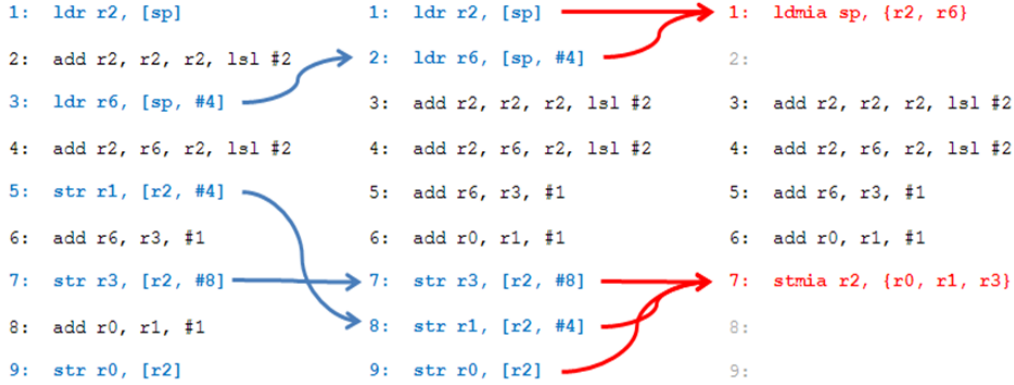 1: ldr r2, [sp]
2: add r2, r2, r2, lsl #2
3: ldr r6, [sp, #4]
4: add r2, r6, r2, lsl #2
5: str r1, [r2, #4]
6: add r6, r3, #1
7: str r3, [r2, #8]
8: add r0, r1, #1
9: str r0, [r2]
1: ldr r2, [sp]
2: ldr r6, [sp, #4]
3: add r2, r2, r2, lsl #2
4: add r2, r6, r2, lsl #2
5: add r6, r3, #1
6: add r0, r1, #1
7: str r3, [r2, #8]
8: str r1, [r2, #4]
9: str r0, [r2]
1: ldmia sp, {r2, r6}
2:
3: add r2, r2, r2, lsl #2
4: add r2, r6, r2, lsl #2
5: add r6, r3, #1
6: add r0, r1, #1
7: stmia r2, {r0, r1, r3}
8:
9: